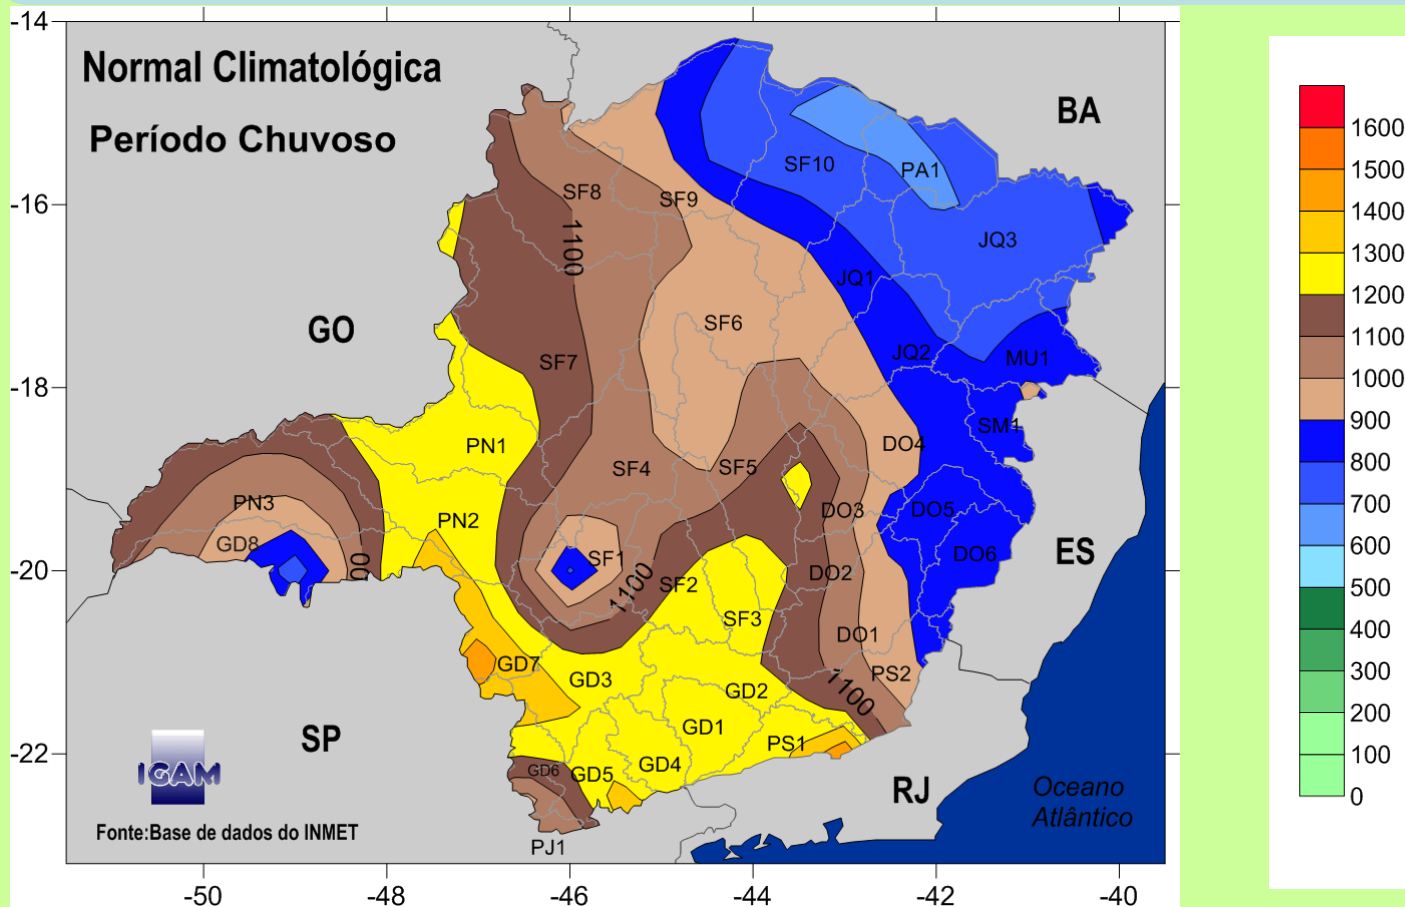 -14
Normal Climatológica
Período Chuvoso
BA
1600
1500
SF10
PA1
SF8
SF9
-16
1400
1100
JQ3
1300
JQ1
1200
GO
SF6
1100
JQ2
MU1
SF7
1000
-18
900
SM1
PN1
DO4
800
SF5
SF4
PN3
DO3
DO5
700
PN2
GD8
SF1
DO6
ES
600
-20
00
1100
SF2
DO2
500
SF3
DO1
400
GD7
PS2
GD3
GD2
1100
300
SP
GD1
PS1
200
-22
GD6
GD5
GD4
100
IGAM
RJ
Oceano
Atlântico
0
Fonte:Base de dados do INMET
PJ1
-50
-48
-46
-44
-42
-40